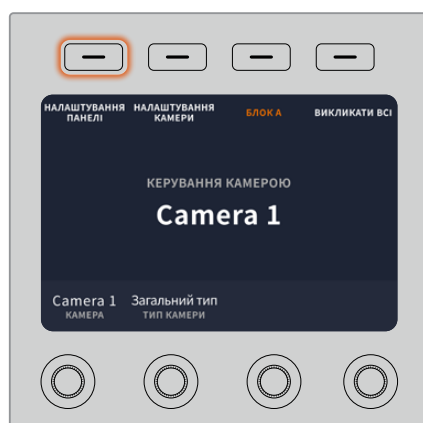 НАЛАШТУВАННЯ ПАНЕЛІ
НАЛАШТУВАННЯ КАМЕРИ
БЛОК A
ВИКЛИКАТИ ВСІ
КЕРУВАННЯ КАМЕРОЮ
Camera 1
Camera 1
КАМЕРА
Загальний тип
ТИП КАМЕРИ